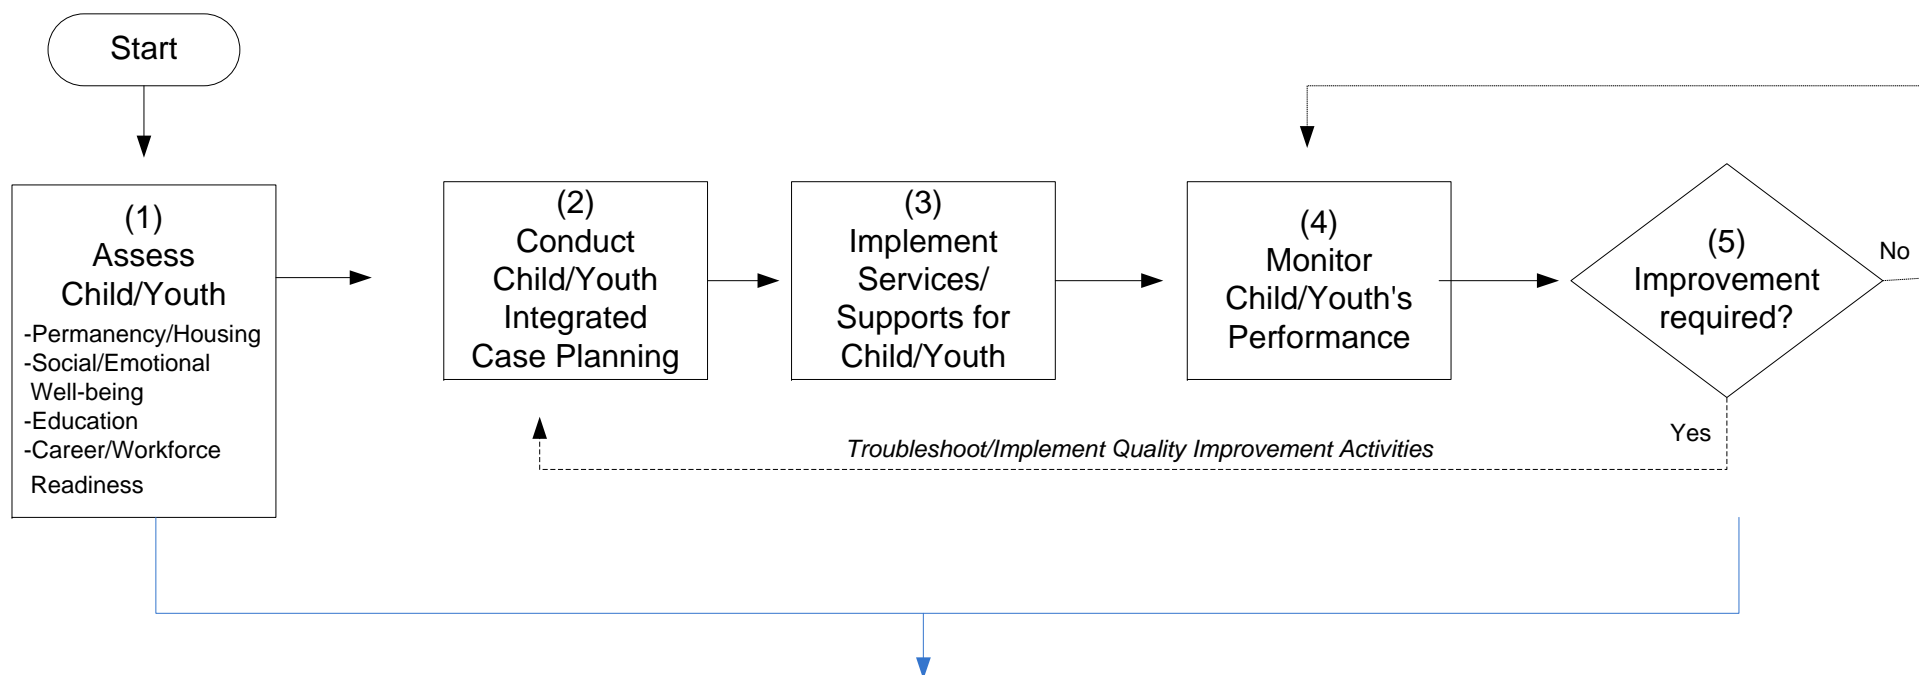 Start
(1)
Assess
Child/Youth
-Permanency/Housing
-Social/Emotional
Well-being
-Education
-Career/Workforce
Readiness
(2)
Conduct
Child/Youth
Integrated
Case Planning
(3)
Implement
Services/
Supports for
Child/Youth
(4)
Monitor
Child/Youth's
Performance
(5)
Improvement
required?
No
Yes
Troubleshoot/Implement Quality Improvement Activities